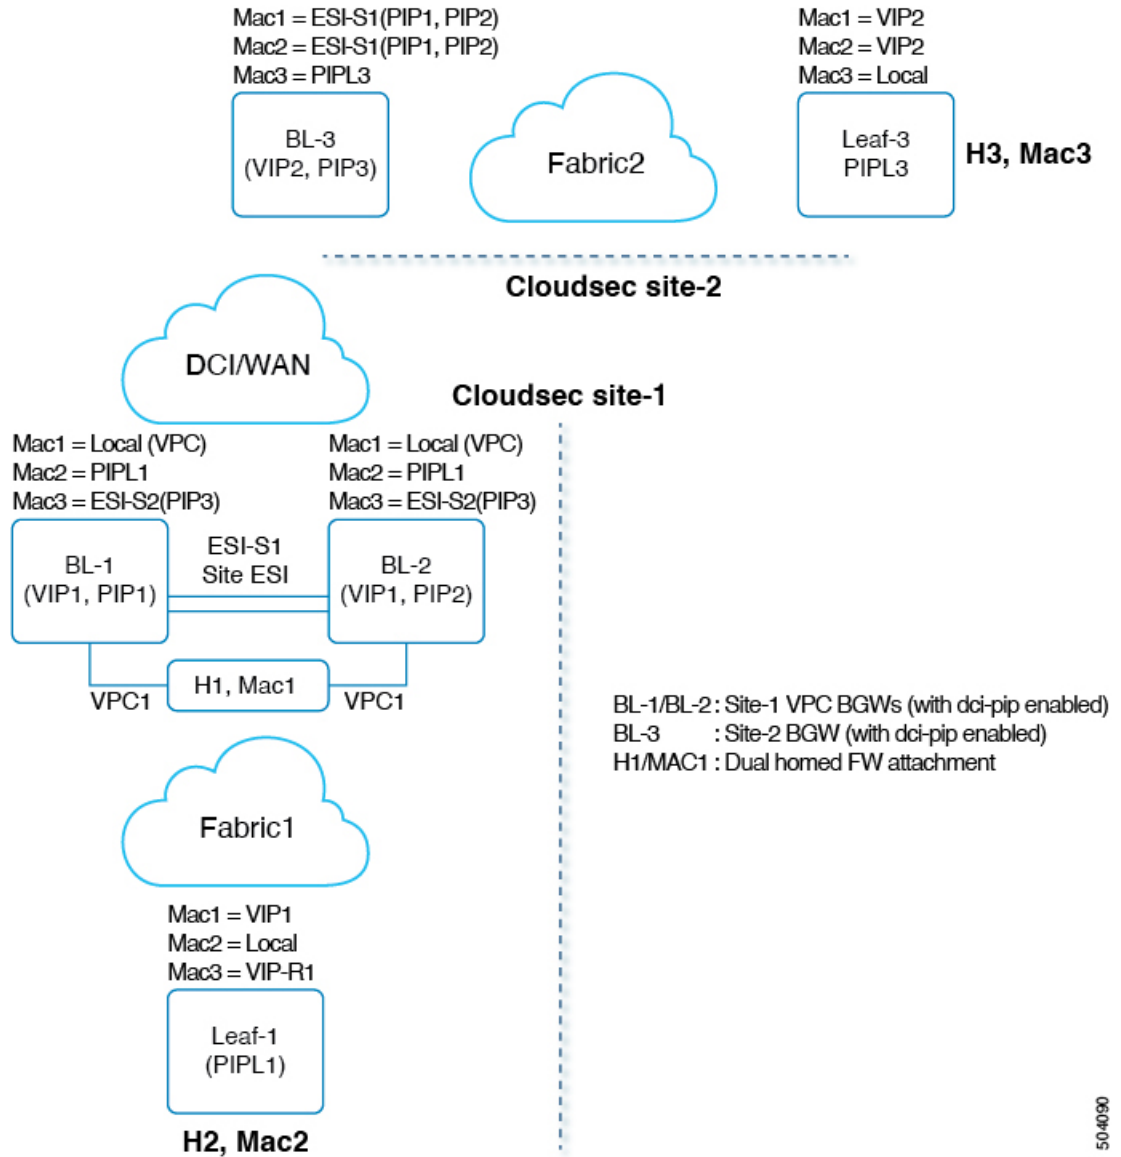 Mac1 = ESI-S1(PIP1, PIP2)
Mac2 = ESI-S1(PIP1, PIP2)
Mac3 = PIPL3
BL-3
(VIP2, PIP3)
Fabric2
Mac1 = VIP2
Mac2 = VIP2
Mac3 = Local
Leaf-3
PIPL3
H3, Mac3
Cloudsec site-2
DCI/WAN
Cloudsec site-1
Mac1 = Local (VPC)
Mac2 = PIPL1
Mac3 = ESI-S2(PIP3)
BL-1
(VIP1, PIP1)
ESI-S1
Site ESI
Mac1 = Local (VPC)
Mac2 = PIPL1
Mac3 = ESI-S2(PIP3)
BL-2
(VIP1, PIP2)
VPC1
H1, Mac1
VPC1
BL-1/BL-2 : Site-1 VPC BGWs (with dci-pip enabled)
BL-3 : Site-2 BGW (with dci-pip enabled)
H1/MAC1 : Dual homed FW attachment
Fabric1
Mac1 = VIP1
Mac2 = Local
Mac3 = VIP-R1
Leaf-1
(PIPL1)
H2, Mac2
504090